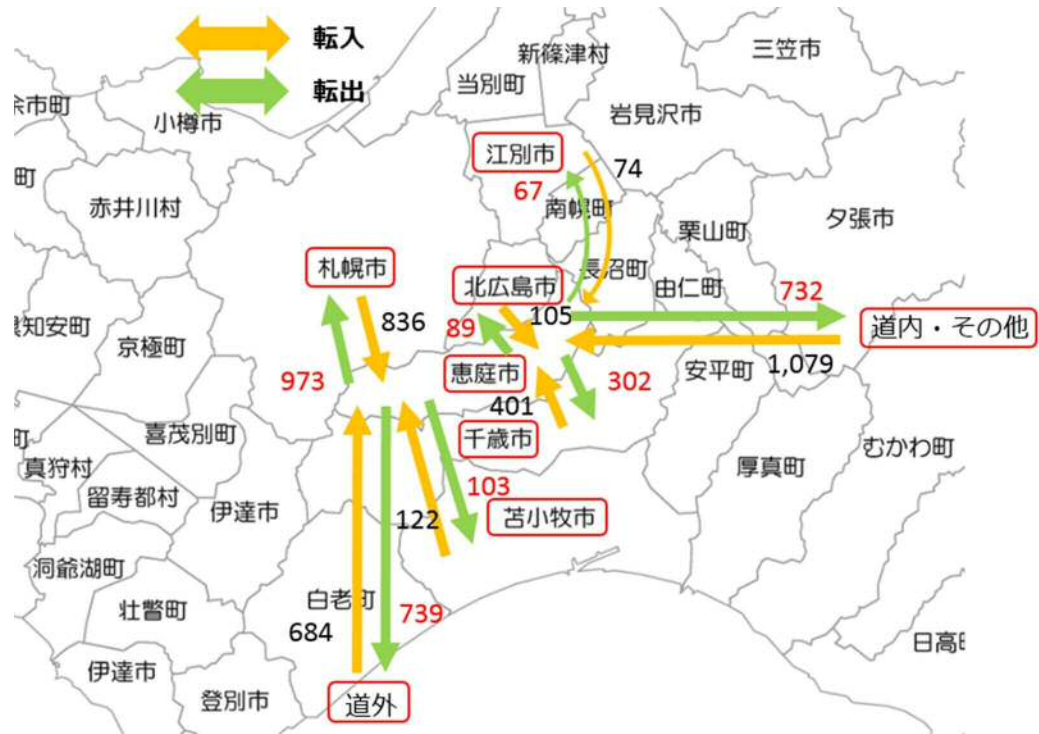 転入
転出
新篠津村
三笠市
当別町
余市町
小樽市
岩見沢市
江別市
74
町
67
赤井川村
南幌町
栗山町
夕張市
札幌市
北広島市
長沼町
由仁町
732
836
89
105
道内・その他
京極町
973
恵庭市
302
安平町
1,079
401
喜茂別町
千歳市
町
むかわ町
真狩村
厚真町
留寿都村
103
伊達市
122
苫小牧市
洞爺湖町
壮瞥町
白老町
739
684
伊達市
登別市
道外